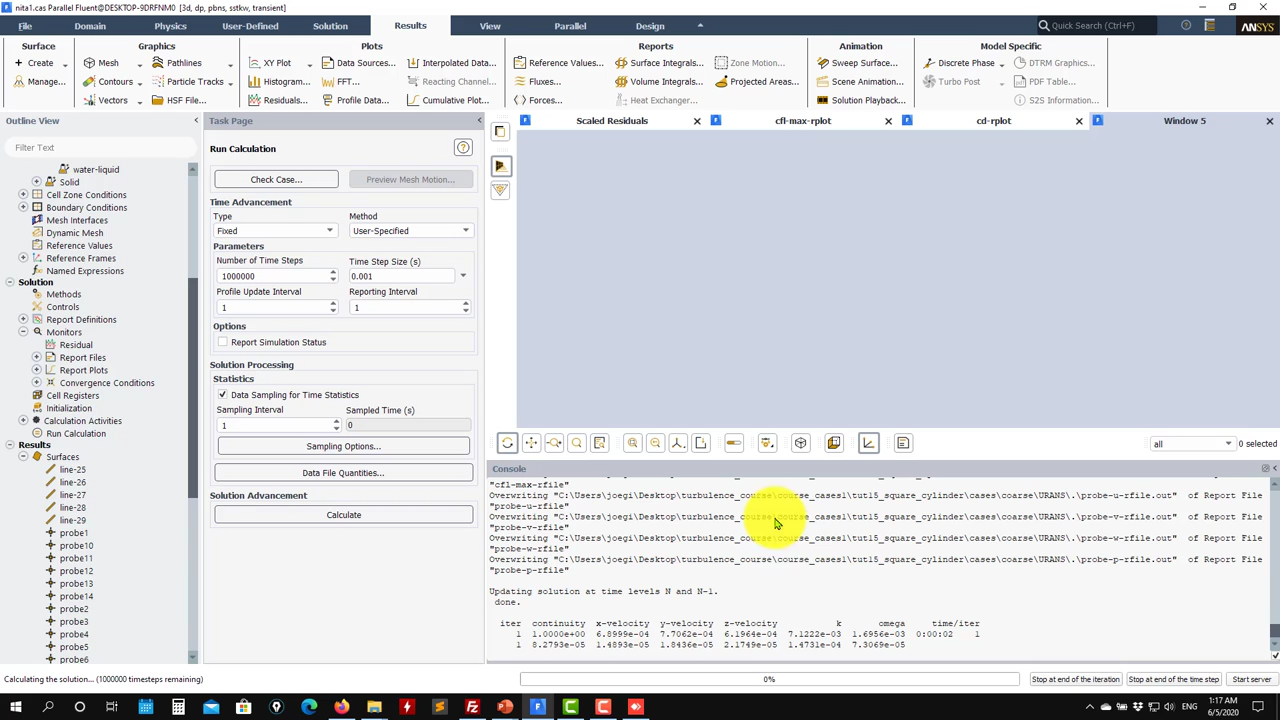 nita1.cas Parallel Fluent@DESKTOP-9DRFNM0 [3d, dp, pbns, sstkw, transient]
File Domain Physics User-Defined Solution Results View Parallel Design
Quick Search (Ctrl+F)
ANSYS
Surface Graphics Plots Reports Animation Model Specific
Create Mesh Pathlines XY Plot Data Sources... Interpolated Data... Reference Values... Surface Integrals... Zone Motion... Sweep Surface... Discrete Phase DTRM Graphics...
Manage... Contours Particle Tracks Histogram... FFT... Reacting Channel... Fluxes... Volume Integrals... Projected Areas... Scene Animation... Turbo Post PDF Table...
Vectors HSF File... Residuals... Profile Data... Cumulative Plot... Forces... Heat Exchanger... Solution Playback... S2S Information...
Outline View
Filter Text
water-liquid
Solid
Cell Zone Conditions
Boundary Conditions
Mesh Interfaces
Dynamic Mesh
Reference Values
Reference Frames
Named Expressions
Solution
Methods
Controls
Report Definitions
Monitors
Residual
Report Files
Report Plots
Convergence Conditions
Cell Registers
Initialization
Calculation Activities
Run Calculation
Results
Surfaces
line-25
line-26
line-27
line-28
line-29
probe1
probe10
probe11
probe12
probe13
probe14
probe2
probe3
probe4
probe5
probe6
Task Page
Run Calculation
Check Case... Preview Mesh Motion...
Time Advancement
Type Method
Fixed User-Specified
Parameters
Number of Time Steps Time Step Size (s)
1000000 0.001
Profile Update Interval Reporting Interval
1 1
Options
Report Simulation Status
Solution Processing
Statistics
Data Sampling for Time Statistics
Sampling Interval Sampled Time (s)
1 0
Sampling Options...
Data File Quantities...
Solution Advancement
Calculate
Scaled Residuals cfl-max-rplot cd-rplot Window 5
all 0 selected
Console
"cfl-max-rfile"
Overwriting "C:\Users\joegi\Desktop\turbulence_course\course_cases1\tut15_square_cylinder\cases\coarse\URANS\.\probe-u-rfile.out" of Report File
"probe-u-rfile"
Overwriting "C:\Users\joegi\Desktop\turbulence_course\course_cases1\tut15_square_cylinder\cases\coarse\URANS\.\probe-v-rfile.out" of Report File
"probe-v-rfile"
Overwriting "C:\Users\joegi\Desktop\turbulence_course\course_cases1\tut15_square_cylinder\cases\coarse\URANS\.\probe-w-rfile.out" of Report File
"probe-w-rfile"
Overwriting "C:\Users\joegi\Desktop\turbulence_course\course_cases1\tut15_square_cylinder\cases\coarse\URANS\.\probe-p-rfile.out" of Report File
"probe-p-rfile"
Updating solution at time levels N and N-1.
done.
iter continuity x-velocity y-velocity z-velocity k omega time/iter
1 1.0000e+00 6.8999e-04 7.7062e-04 6.1964e-04 7.1222e-03 1.6956e-03 0:00:02 1
1 8.2793e-05 1.4893e-05 1.8436e-05 2.1749e-05 1.4731e-04 7.3069e-05
Calculating the solution... (1000000 timesteps remaining)
0%
Stop at end of the iteration Stop at end of the time step Start server
ENG
1:17 AM
6/5/2020